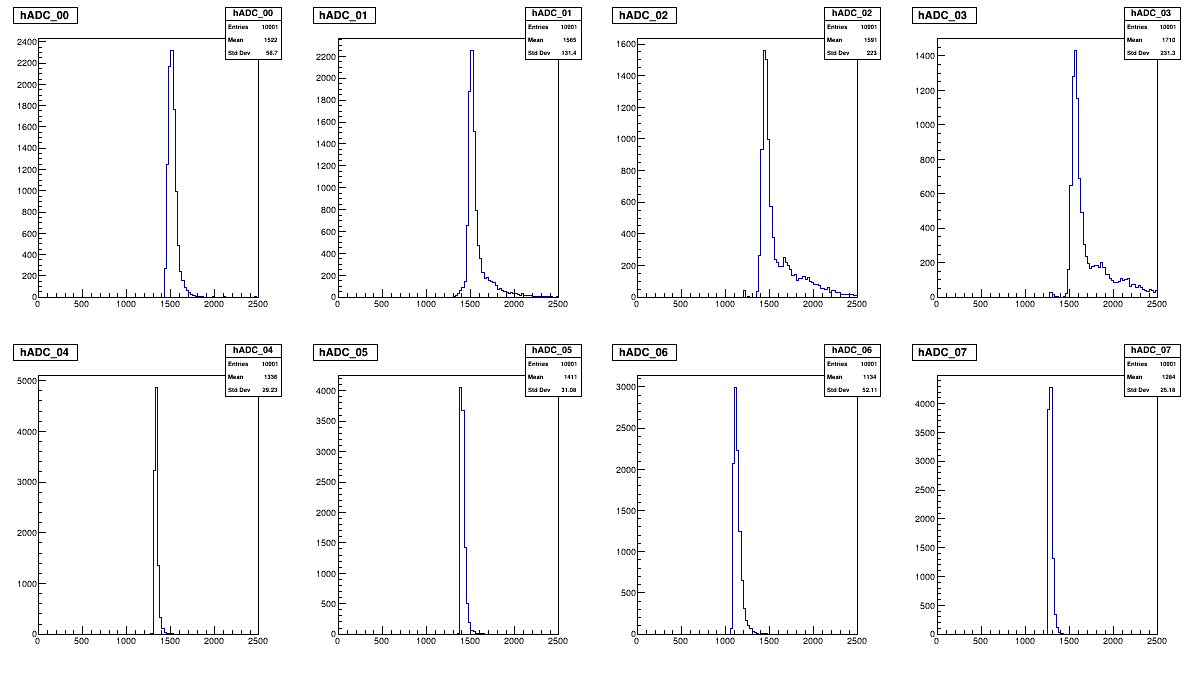 hADC_00
hADC_00
Entries 10001
Mean 1522
Std Dev 58.7
2400
2200
2000
1800
1600
1400
1200
1000
800
600
400
200
0
0 500 1000 1500 2000 2500
hADC_01
hADC_01
Entries 10001
Mean 1565
Std Dev 131.4
2200
2000
1800
1600
1400
1200
1000
800
600
400
200
0
0 500 1000 1500 2000 2500
hADC_02
hADC_02
Entries 10001
Mean 1591
Std Dev 223
1600
1400
1200
1000
800
600
400
200
0
0 500 1000 1500 2000 2500
hADC_03
hADC_03
Entries 10001
Mean 1710
Std Dev 231.3
1400
1200
1000
800
600
400
200
0
0 500 1000 1500 2000 2500
hADC_04
hADC_04
Entries 10001
Mean 1336
Std Dev 29.23
5000
4000
3000
2000
1000
0
0 500 1000 1500 2000 2500
hADC_05
hADC_05
Entries 10001
Mean 1411
Std Dev 31.08
4000
3500
3000
2500
2000
1500
1000
500
0
0 500 1000 1500 2000 2500
hADC_06
hADC_06
Entries 10001
Mean 1134
Std Dev 52.11
3000
2500
2000
1500
1000
500
0
0 500 1000 1500 2000 2500
hADC_07
hADC_07
Entries 10001
Mean 1284
Std Dev 25.18
4000
3500
3000
2500
2000
1500
1000
500
0
0 500 1000 1500 2000 2500